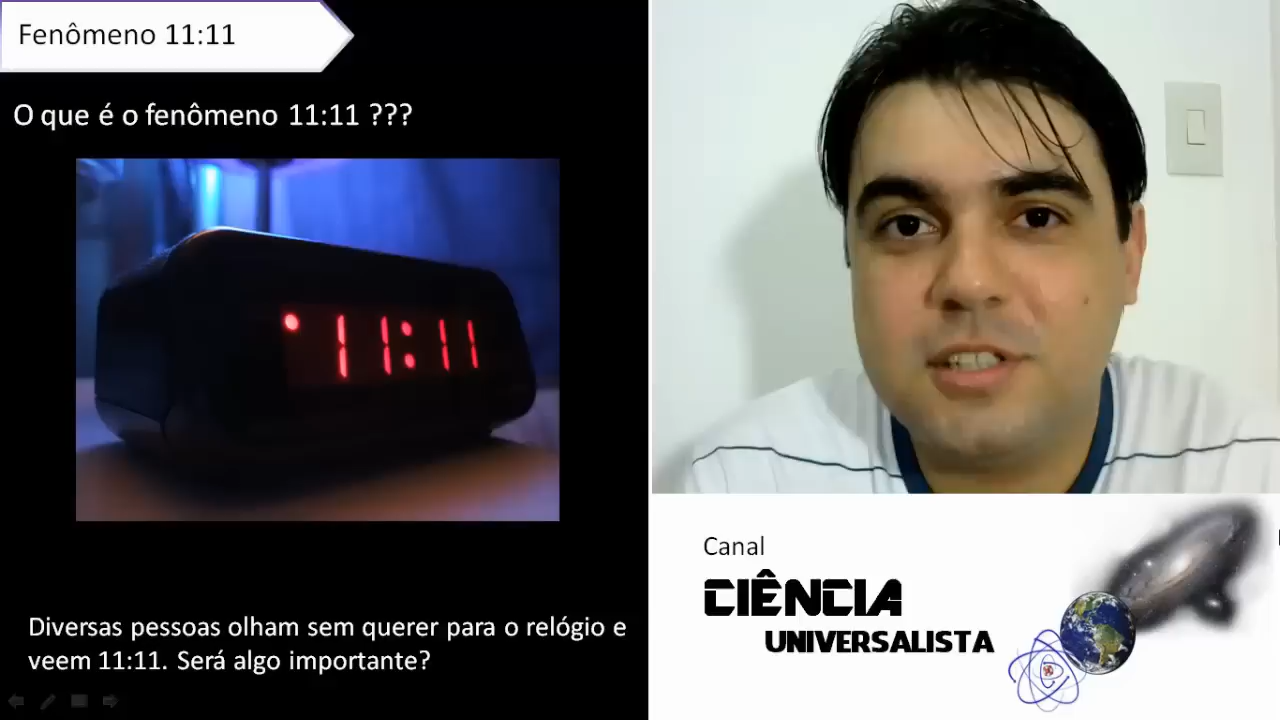 Fenômeno 11:11
O que é o fenômeno 11:11 ???
11:11
Diversas pessoas olham sem querer para o relógio e
veem 11:11. Será algo importante?
Canal
CIÊNCIA
UNIVERSALISTA